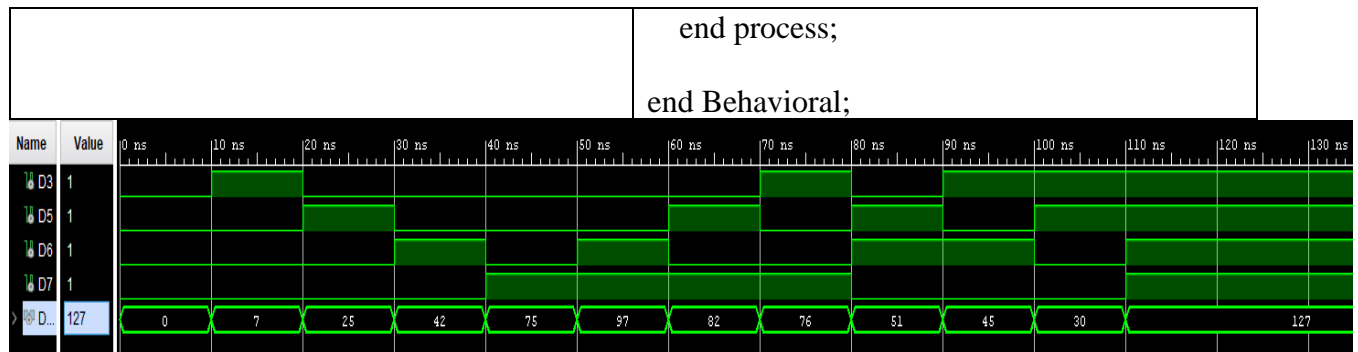 end process;
end Behavioral;
Name Value 0 ns 10 ns 20 ns 30 ns 40 ns 50 ns 60 ns 70 ns 80 ns 90 ns 100 ns 110 ns 120 ns 130 ns
D3 1
D5 1
D6 1
D7 1
D... 127 0 7 25 42 75 97 82 76 51 45 30 127